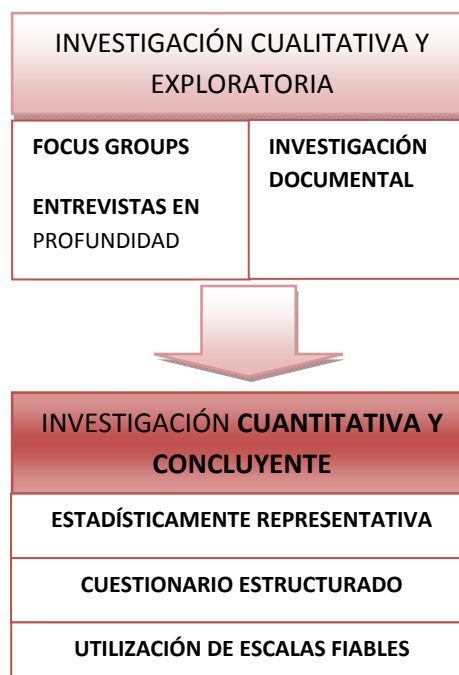 INVESTIGACIÓN CUALITATIVA Y
EXPLORATORIA
FOCUS GROUPS
ENTREVISTAS EN
PROFUNDIDAD
INVESTIGACIÓN
DOCUMENTAL
INVESTIGACIÓN CUANTITATIVA Y
CONCLUYENTE
ESTADÍSTICAMENTE REPRESENTATIVA
CUESTIONARIO ESTRUCTURADO
UTILIZACIÓN DE ESCALAS FIABLES